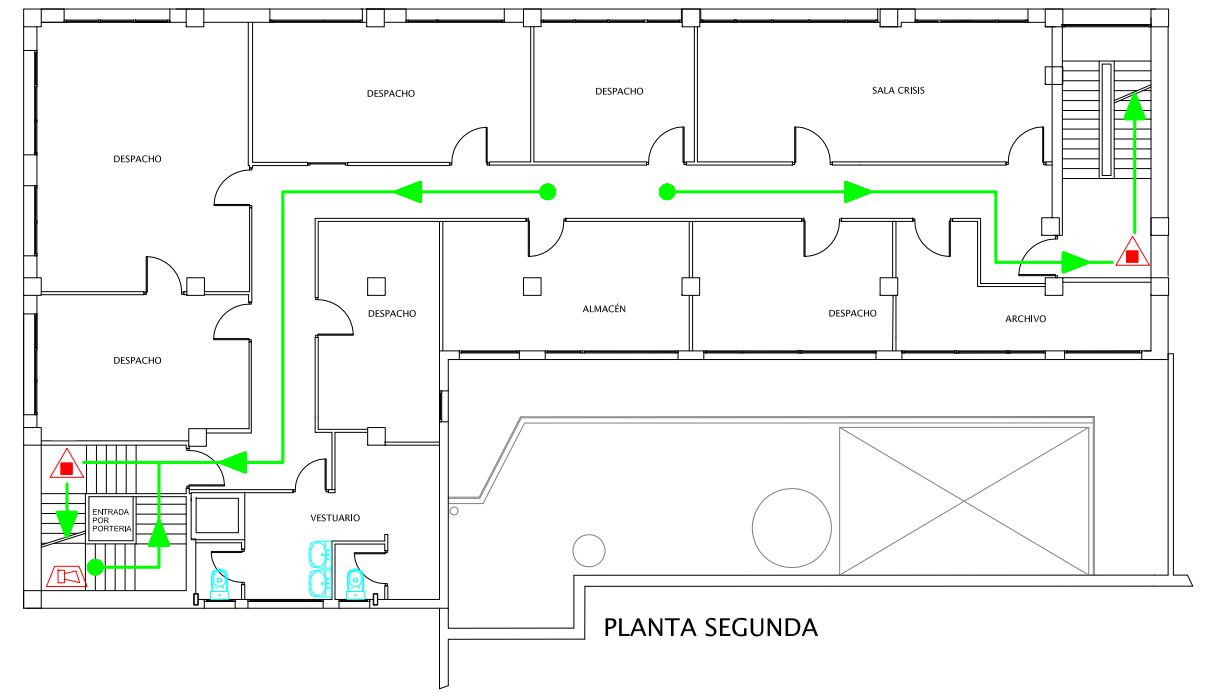 DESPACHO
DESPACHO
SALA CRISIS
DESPACHO
DESPACHO
ALMACÉN
DESPACHO
ARCHIVO
DESPACHO
ENTRADA
POR
PORTERIA
VESTUARIO
PLANTA SEGUNDA